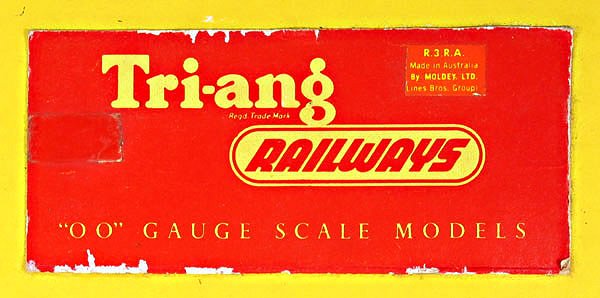 Tri-ang
Regd. Trade Mark
RAILWAYS
R.3.R.A.
Made in Australia
By MOLDEX. LTD.
Lines Bros. Group)
"OO" GAUGE SCALE MODELS